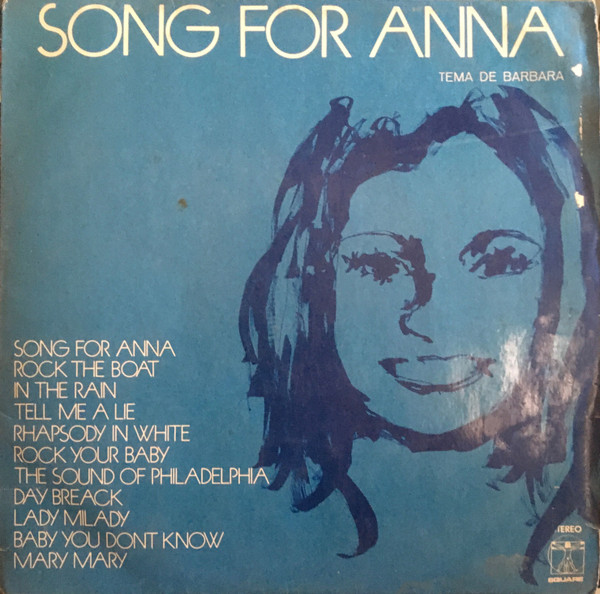 SONG FOR ANNA
TEMA DE BARBARA
SONG FOR ANNA
ROCK THE BOAT
IN THE RAIN
TELL ME A LIE
RHAPSODY IN WHITE
ROCK YOUR BABY
THE SOUND OF PHILADELPHIA
DAY BREACK
LADY MILADY
BABY YOU DONT KNOW
MARY MARY
STEREO
SQUARE